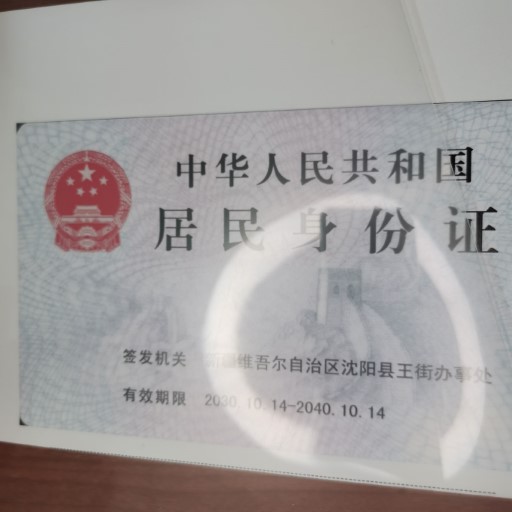 中华人民共和国
居民身份证
签发机关 新疆维吾尔自治区沈阳县王街办事处
有效期限 2030.10.14-2040.10.14